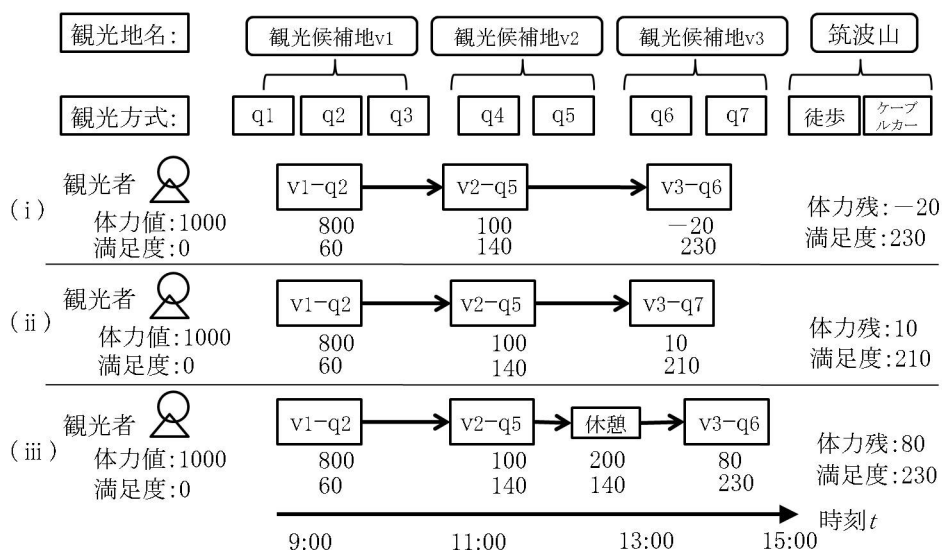 観光地名: 観光候補地v1 観光候補地v2 観光候補地v3 筑波山
観光方式: q1 q2 q3 q4 q5 q6 q7 徒歩 ケーブルカー
(i) 観光者 v1−q2 v2−q5 v3−q6
体力値:1000 800 100 −20 体力残:−20
満足度:0 60 140 230 満足度:230
(ii) 観光者 v1−q2 v2−q5 v3−q7
体力値:1000 800 100 10 体力残:10
満足度:0 60 140 210 満足度:210
(iii) 観光者 v1−q2 v2−q5 休憩 v3−q6
体力値:1000 800 100 200 80 体力残:80
満足度:0 60 140 140 230 満足度:230
9:00 11:00 13:00 15:00 時刻t